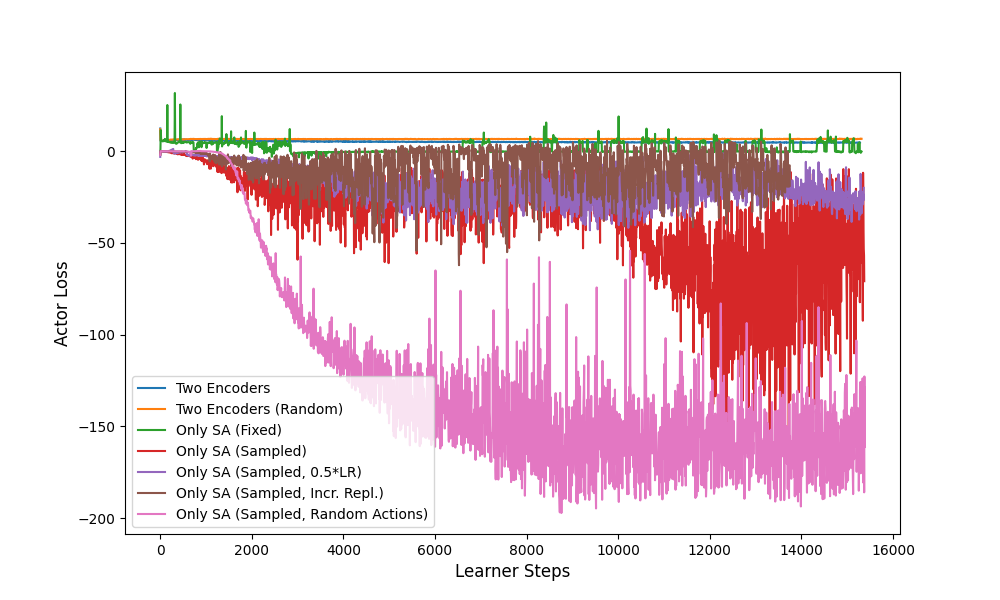 0
−50
−100
−150
−200
Actor Loss
Two Encoders
Two Encoders (Random)
Only SA (Fixed)
Only SA (Sampled)
Only SA (Sampled, 0.5*LR)
Only SA (Sampled, Incr. Repl.)
Only SA (Sampled, Random Actions)
0 2000 4000 6000 8000 10000 12000 14000 16000
Learner Steps